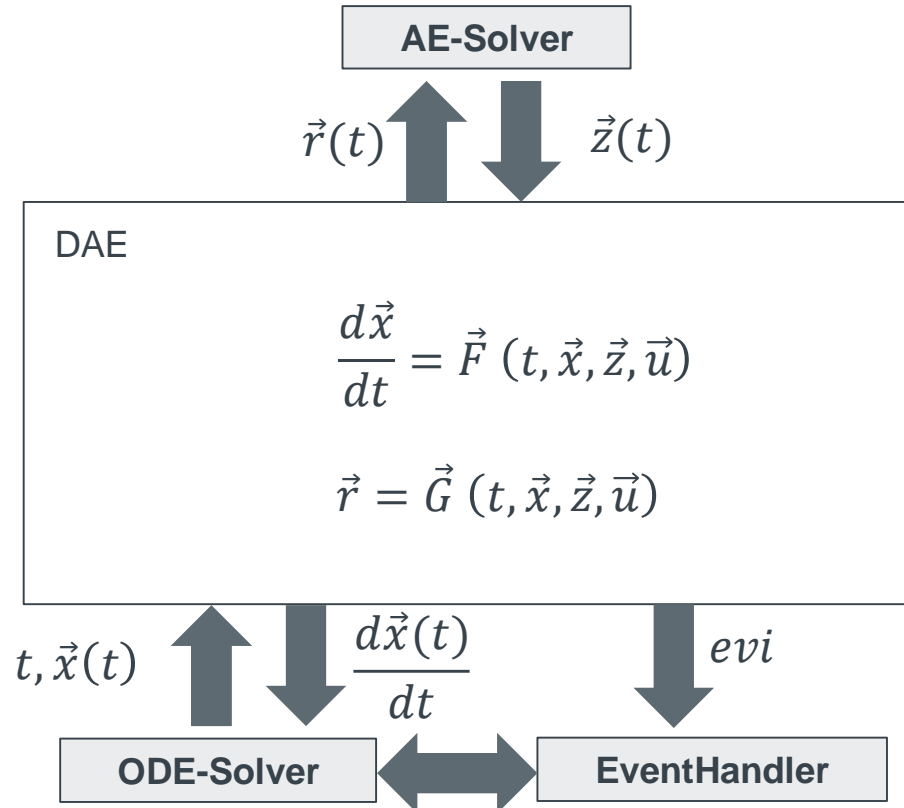 AE-Solver
r⃗(t) z⃗(t)
DAE
dx⃗/dt = F⃗ (t, x⃗, z⃗, u⃗)
r⃗ = G⃗ (t, x⃗, z⃗, u⃗)
t, x⃗(t) dx⃗(t)/dt evi
ODE-Solver EventHandler